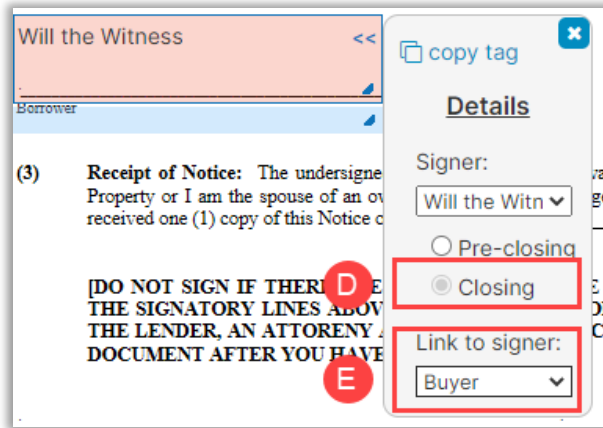 Will the Witness <<
Borrower
(3) Receipt of Notice: The undersigne
Property or I am the spouse of an ow
received one (1) copy of this Notice o
[DO NOT SIGN IF THERE
THE SIGNATORY LINES ABOV
THE LENDER, AN ATTORENY A
DOCUMENT AFTER YOU HAVE
D
E
copy tag
Details
Signer:
Will the Witn
Pre-closing
Closing
Link to signer:
Buyer